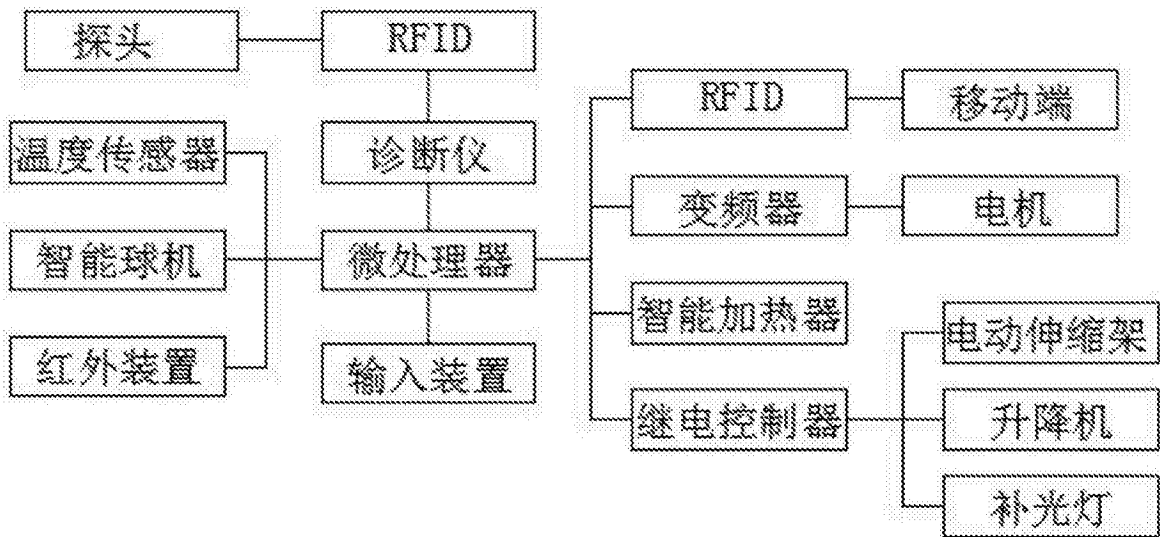 探头
RFID
温度传感器
诊断仪
智能球机
微处理器
红外装置
输入装置
RFID
移动端
变频器
电机
智能加热器
继电控制器
电动伸缩架
升降机
补光灯